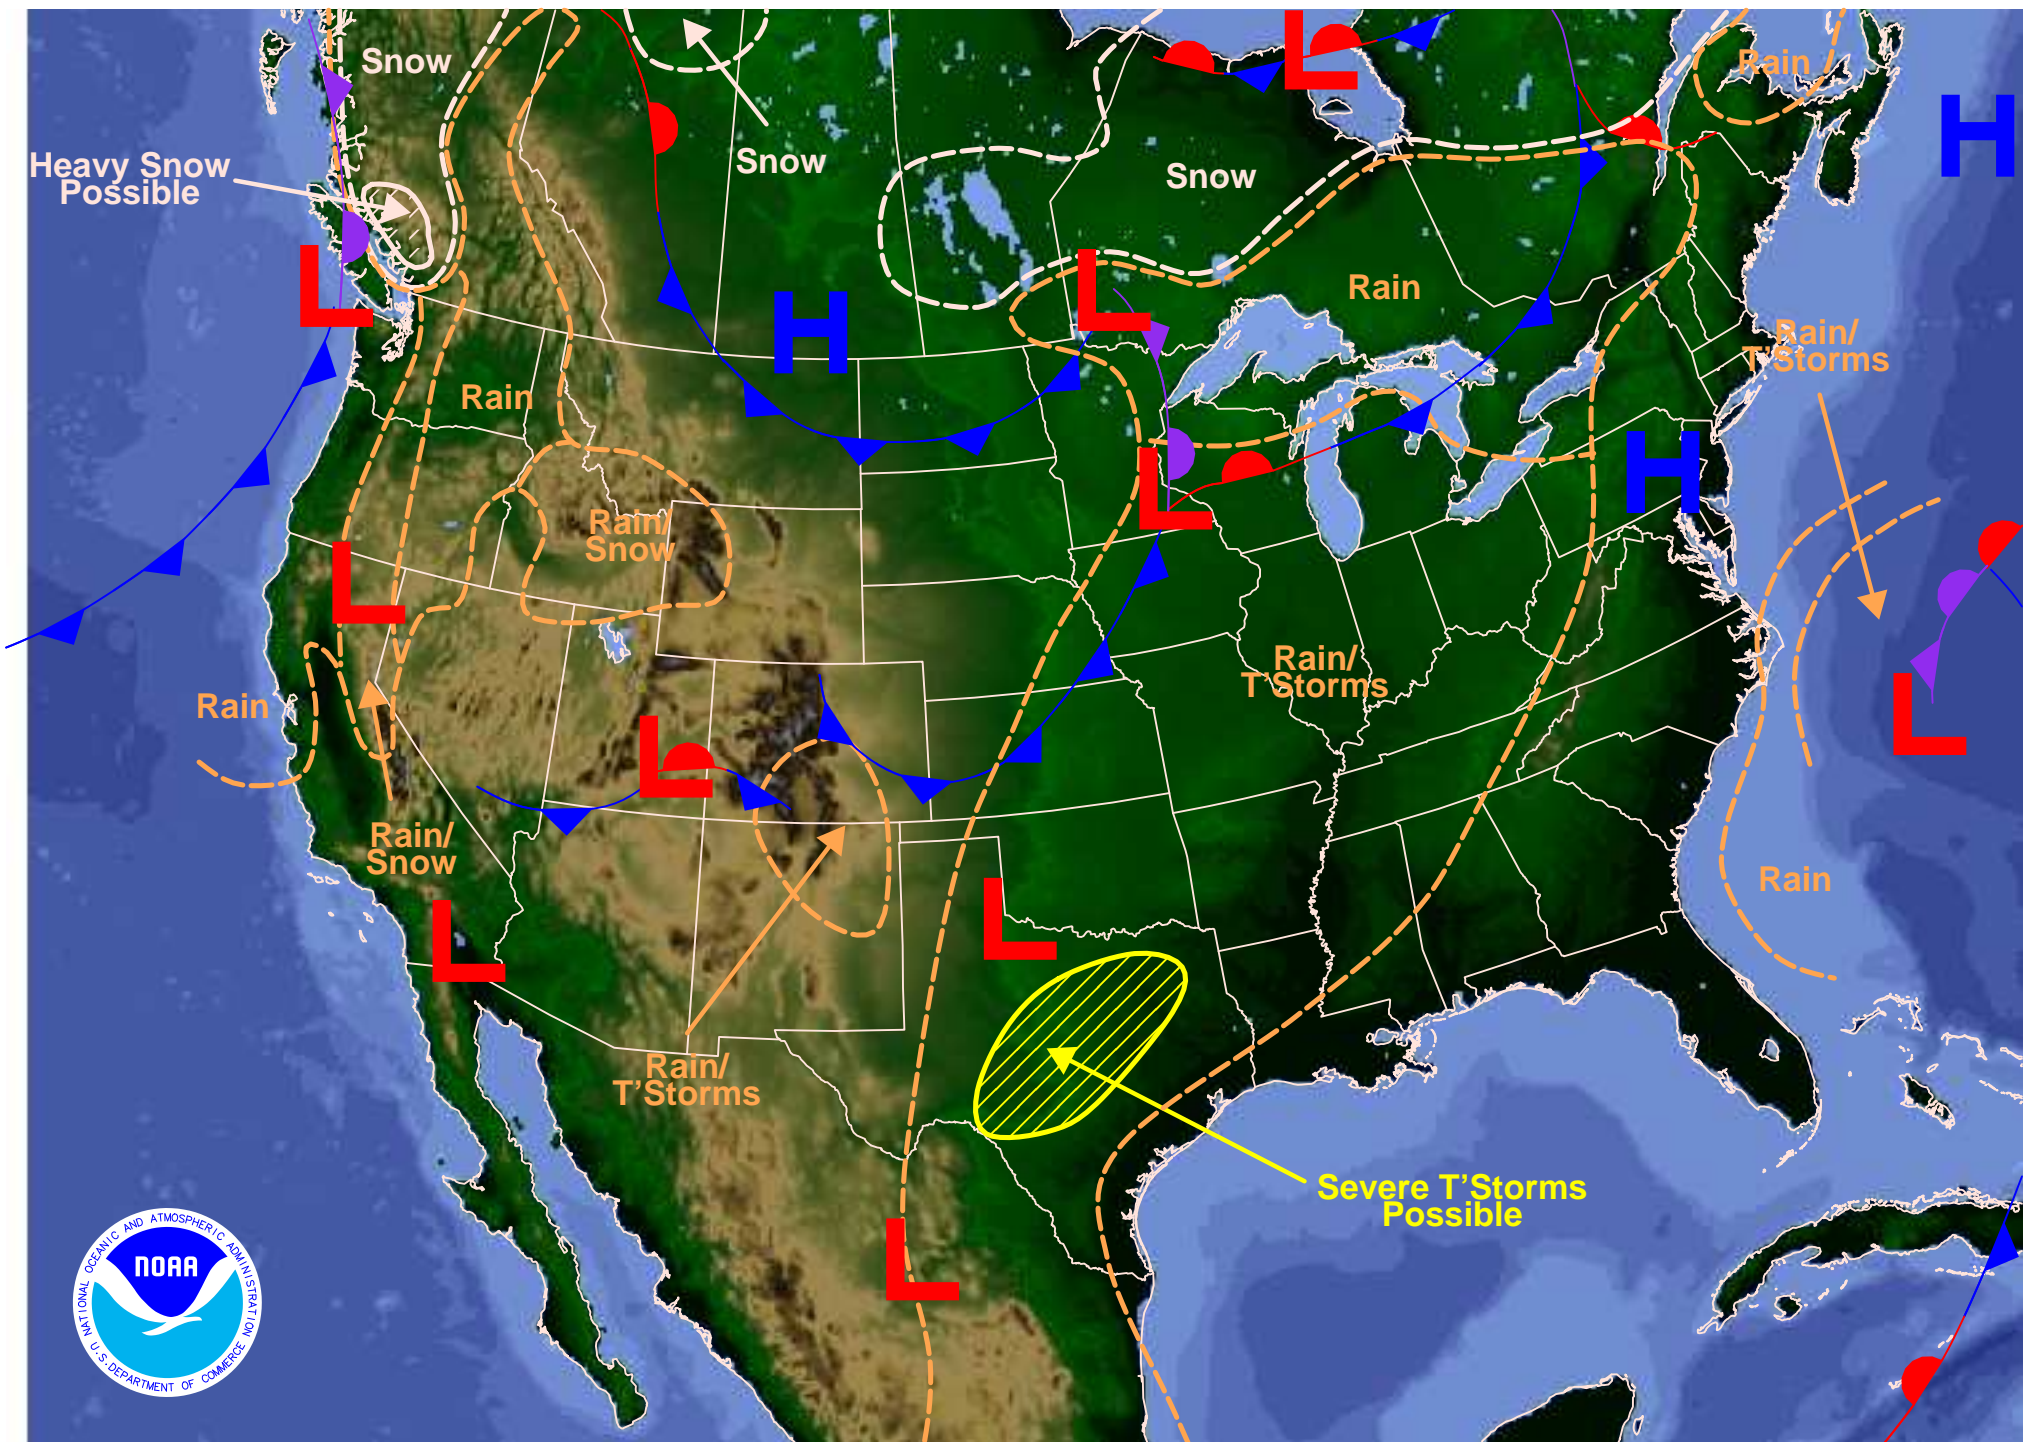 Snow
Rain
Heavy Snow
Possible
Snow
Snow
H
L
L
L
H
Rain
Rain/
T'Storms
L
Rain
H
L
Rain/
Snow
L
Rain/
T'Storms
Rain
L
L
Rain/
Snow
Rain
L
L
Rain/
T'Storms
Severe T'Storms
Possible
L
NATIONAL OCEANIC AND ATMOSPHERIC ADMINISTRATION
NOAA
U.S. DEPARTMENT OF COMMERCE